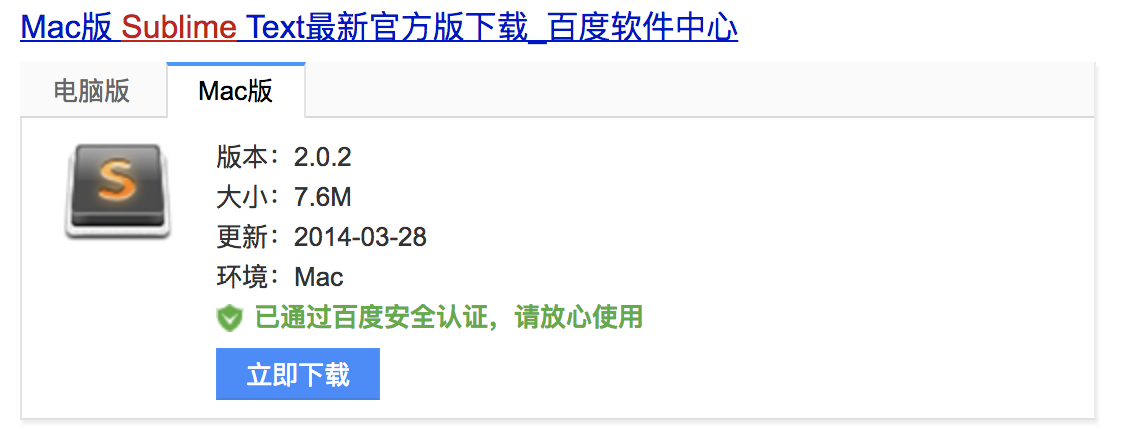 Mac版 Sublime Text最新官方版下载_百度软件中心
电脑版 Mac版
S
版本：2.0.2
大小：7.6M
更新：2014-03-28
环境：Mac
已通过百度安全认证，请放心使用
立即下载